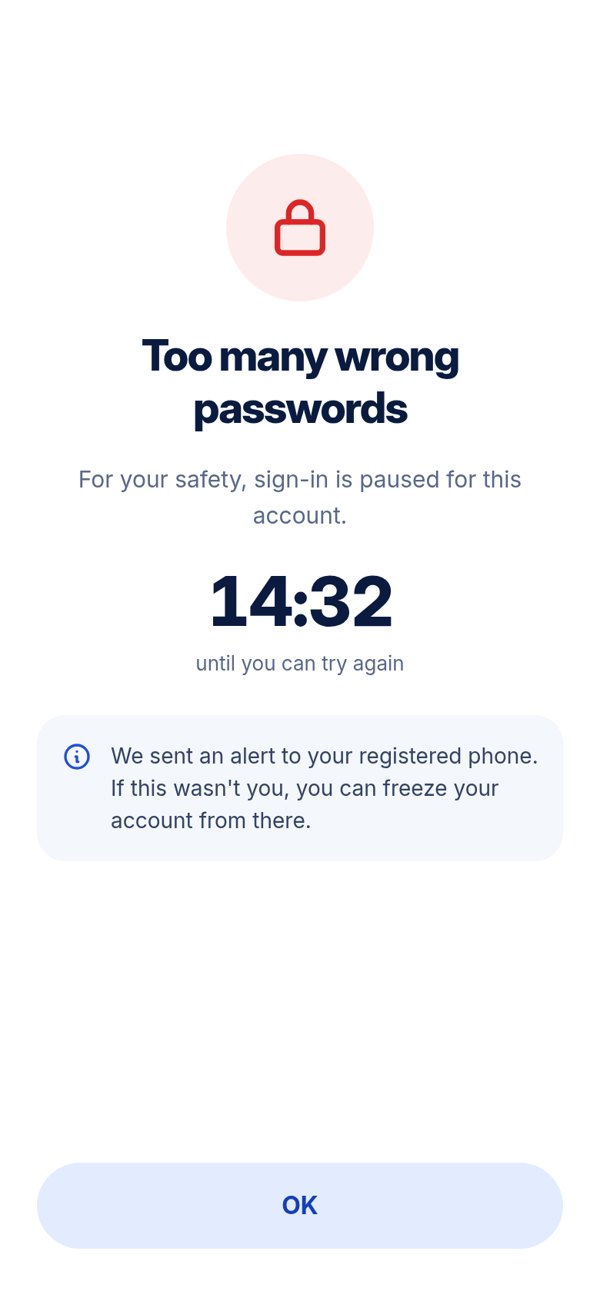 Too many wrong
passwords
For your safety, sign-in is paused for this
account.
14:32
until you can try again
We sent an alert to your registered phone.
If this wasn't you, you can freeze your
account from there.
OK